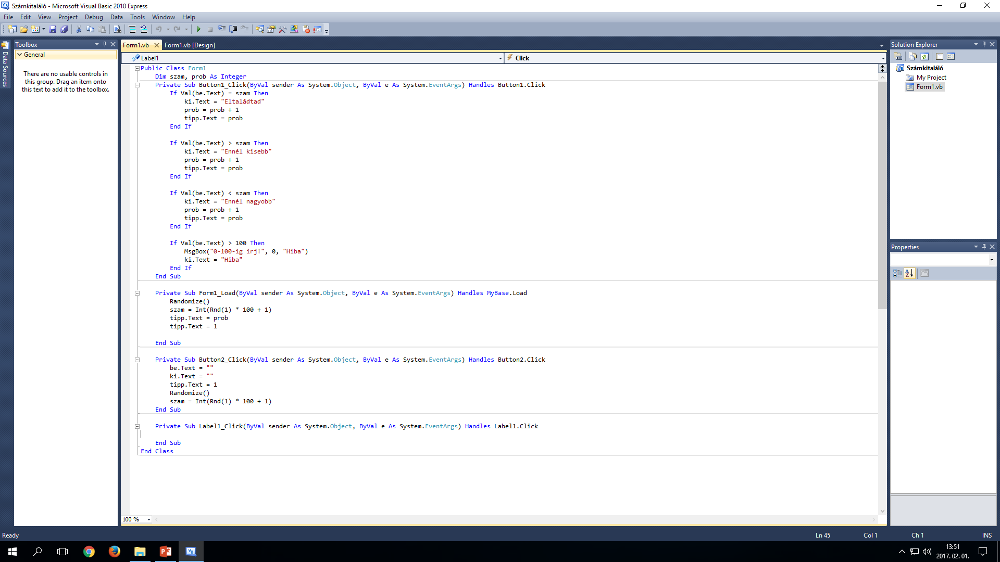 Számkitaláló - Microsoft Visual Basic 2010 Express
File Edit View Project Debug Data Tools Window Help
Data Sources
Toolbox
General
There are no usable controls in
this group. Drag an item onto
this text to add it to the toolbox.
Form1.vb Form1.vb [Design]
Label1 Click
Public Class Form1
Dim szam, prob As Integer
Private Sub Button1_Click(ByVal sender As System.Object, ByVal e As System.EventArgs) Handles Button1.Click
If Val(be.Text) = szam Then
ki.Text = "Eltaládtad"
prob = prob + 1
tipp.Text = prob
End If
If Val(be.Text) > szam Then
ki.Text = "Ennél kisebb"
prob = prob + 1
tipp.Text = prob
End If
If Val(be.Text) < szam Then
ki.Text = "Ennél nagyobb"
prob = prob + 1
tipp.Text = prob
End If
If Val(be.Text) > 100 Then
MsgBox("0-100-ig írj!", 0, "Hiba")
ki.Text = "Hiba"
End If
End Sub
Private Sub Form1_Load(ByVal sender As System.Object, ByVal e As System.EventArgs) Handles MyBase.Load
Randomize()
szam = Int(Rnd(1) * 100 + 1)
tipp.Text = prob
tipp.Text = 1
End Sub
Private Sub Button2_Click(ByVal sender As System.Object, ByVal e As System.EventArgs) Handles Button2.Click
be.Text = ""
ki.Text = ""
tipp.Text = 1
Randomize()
szam = Int(Rnd(1) * 100 + 1)
End Sub
Private Sub Label1_Click(ByVal sender As System.Object, ByVal e As System.EventArgs) Handles Label1.Click
End Sub
End Class
100 %
Solution Explorer
Számkitaláló
My Project
Form1.vb
Properties
Ready Ln 45 Col 1 Ch 1 INS
13:51
2017. 02. 01.